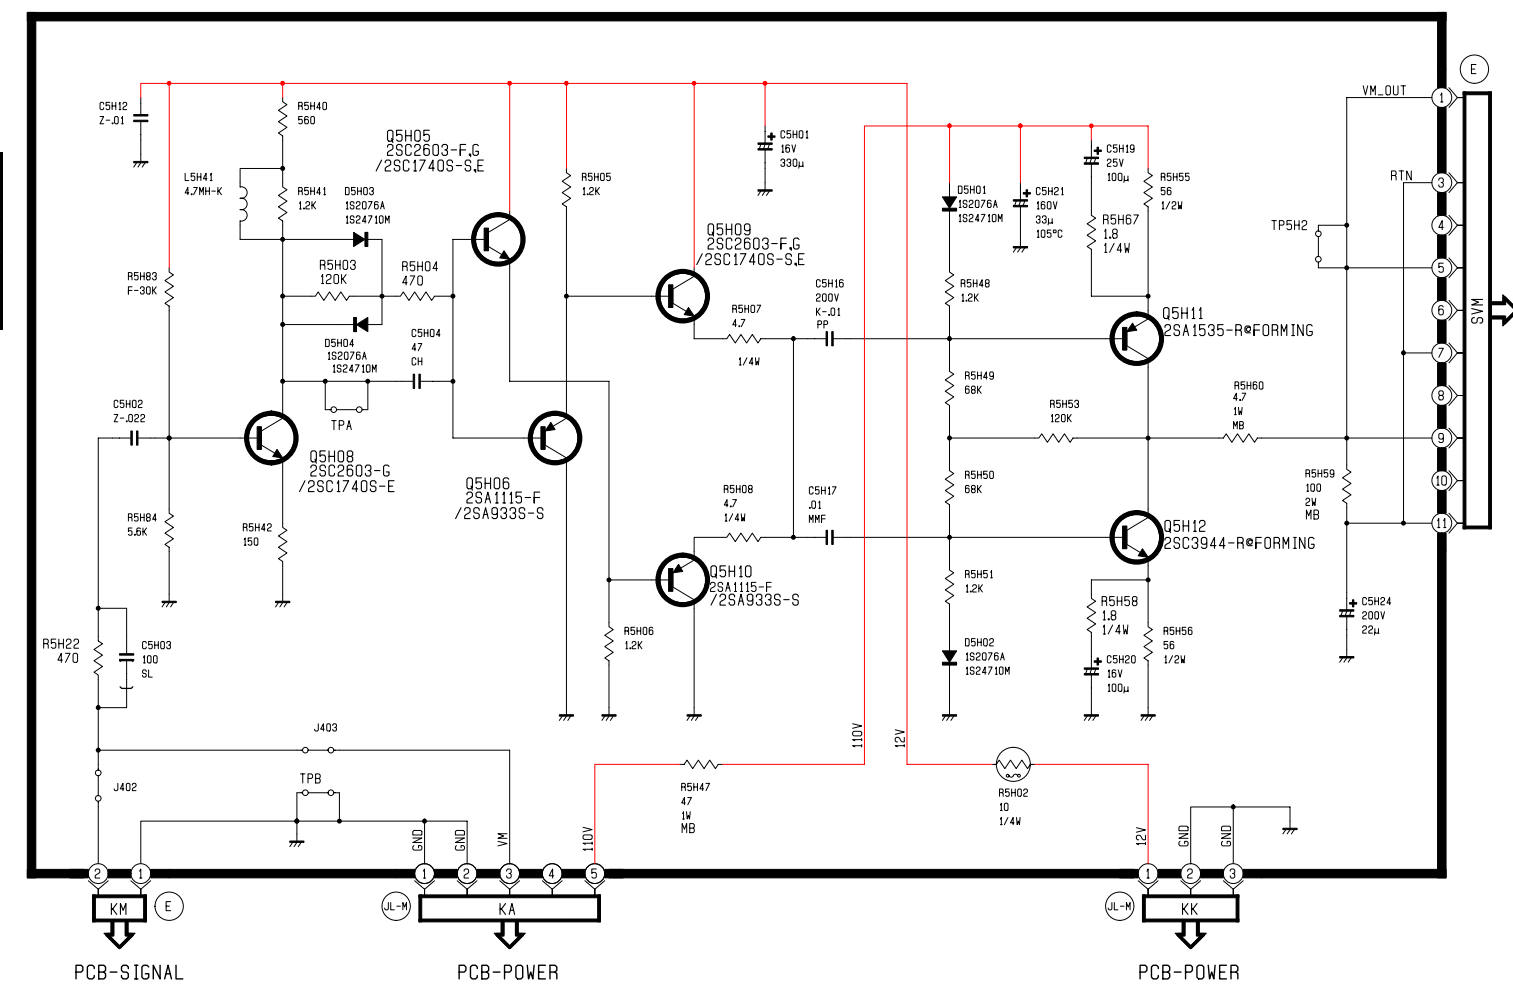 C5H12
Z-.01
R5H40
560
L5H41
4.7MH-K
R5H41
1.2K
D5H03
1S2076A
1S24710M
Q5H05
2SC2603-F,G
/2SC1740S-S,E
R5H83
F-30K
R5H03
120K
R5H04
470
D5H04
1S2076A
1S24710M
C5H04
47
CH
C5H02
Z-.022
TPA
Q5H08
2SC2603-G
/2SC1740S-E
R5H84
5.6K
R5H42
150
R5H22
470
C5H03
100
SL
R5H05
1.2K
Q5H06
2SA1115-F
/2SA933S-S
R5H06
1.2K
C5H01
16V
330µ
Q5H09
2SC2603-F,G
/2SC1740S-S,E
R5H07
4.7
1/4W
C5H16
200V
K-.01
PP
R5H08
4.7
1/4W
C5H17
.01
MMF
Q5H10
2SA1115-F
/2SA933S-S
D5H01
1S2076A
1S24710M
C5H21
160V
33µ
105°C
C5H19
25V
100µ
R5H55
56
1/2W
R5H67
1.8
1/4W
R5H48
1.2K
Q5H11
2SA1535-R@FORMING
R5H49
68K
R5H53
120K
R5H60
4.7
1W
MB
R5H50
68K
R5H59
100
2W
MB
Q5H12
2SC3944-R@FORMING
R5H51
1.2K
R5H58
1.8
1/4W
R5H56
56
1/2W
D5H02
1S2076A
1S24710M
C5H20
16V
100µ
C5H24
200V
22µ
TP5H2
VM_OUT
RTN
E
1
3
4
5
6
7
8
9
10
11
SVM
J403
J402
TPB
GND
GND
VM
110V
R5H47
47
1W
MB
110V
12V
R5H02
10
1/4W
12V
GND
GND
2
1
KM
E
PCB-SIGNAL
1
2
3
4
5
JL-M
KA
PCB-POWER
1
2
3
JL-M
KK
PCB-POWER